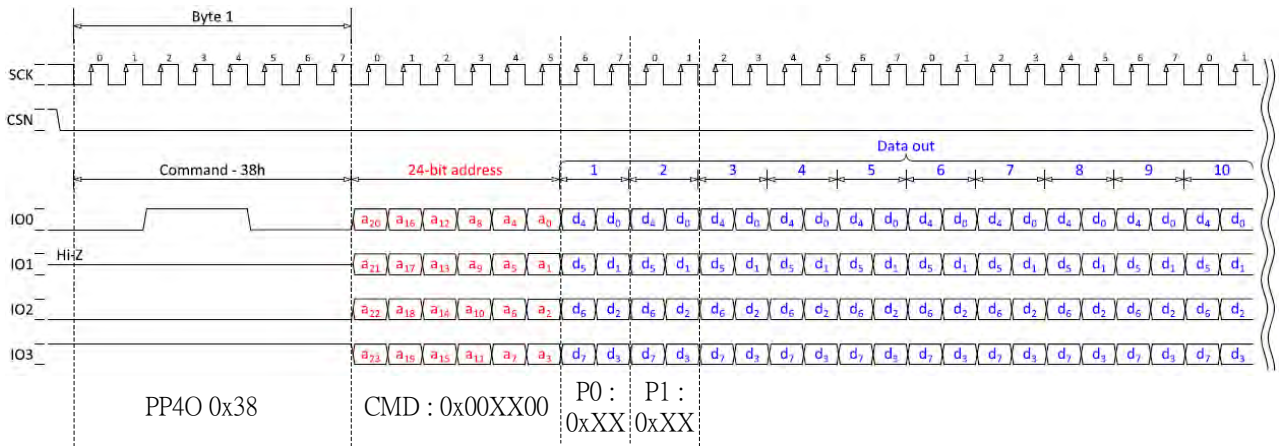 Byte 1
0 1 2 3 4 5 6 7 0 1 2 3 4 5 6 7 0 1 2 3 4 5 6 7 0 1 2 3 4 5 6 7 0 1
SCK
CSN
Data out
Command - 38h 24-bit address 1 2 3 4 5 6 7 8 9 10
IO0 a20 a16 a12 a8 a4 a0 d4 d0 d4 d0 d4 d0 d4 d0 d4 d0 d4 d0 d4 d0 d4 d0 d4 d0 d4 d0
Hi-Z
IO1 a21 a17 a13 a9 a5 a1 d5 d1 d5 d1 d5 d1 d5 d1 d5 d1 d5 d1 d5 d1 d5 d1 d5 d1 d5 d1
IO2 a22 a18 a14 a10 a6 a2 d6 d2 d6 d2 d6 d2 d6 d2 d6 d2 d6 d2 d6 d2 d6 d2 d6 d2 d6 d2
IO3 a23 a19 a15 a11 a7 a3 d7 d3 d7 d3 d7 d3 d7 d3 d7 d3 d7 d3 d7 d3 d7 d3 d7 d3 d7 d3
PP4O 0x38 CMD : 0x00XX00 P0 : 0xXX P1 : 0xXX